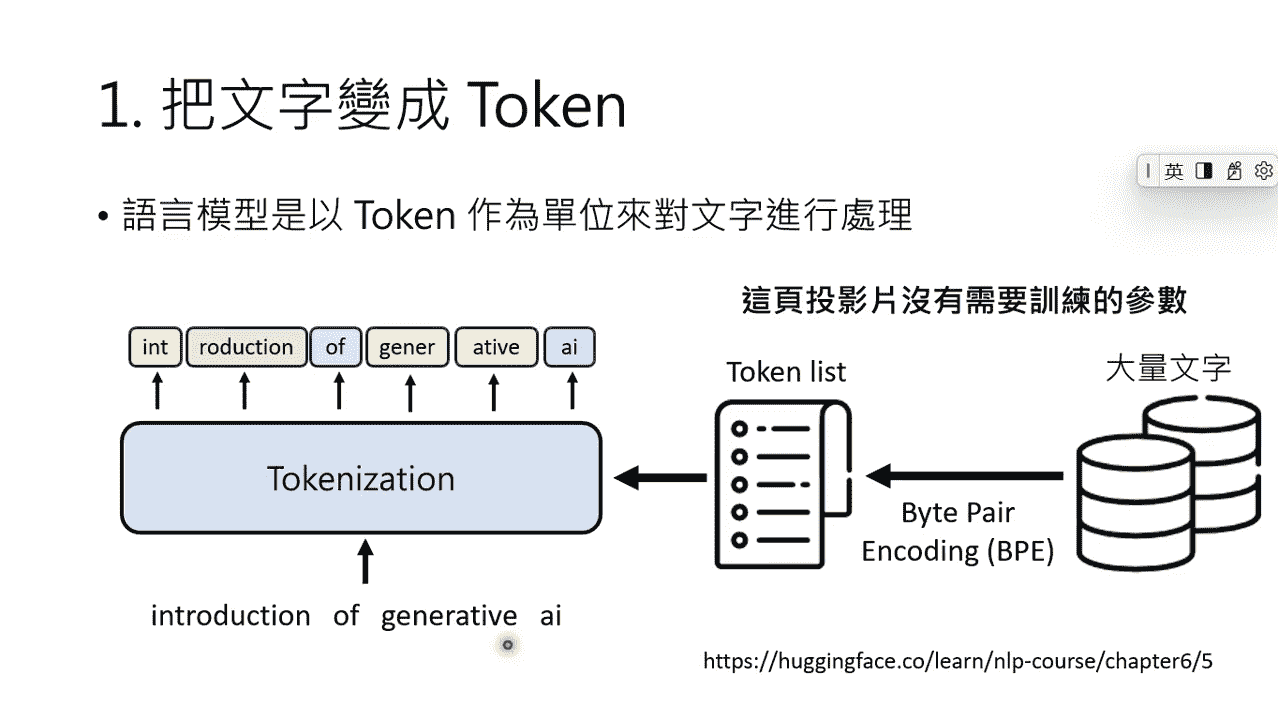 1. 把文字變成 Token
英
• 語言模型是以 Token 作為單位來對文字進行處理
這頁投影片沒有需要訓練的參數
int roduction of gener ative ai
Token list
大量文字
Tokenization
Byte Pair
Encoding (BPE)
introduction of generative ai
https://huggingface.co/learn/nlp-course/chapter6/5